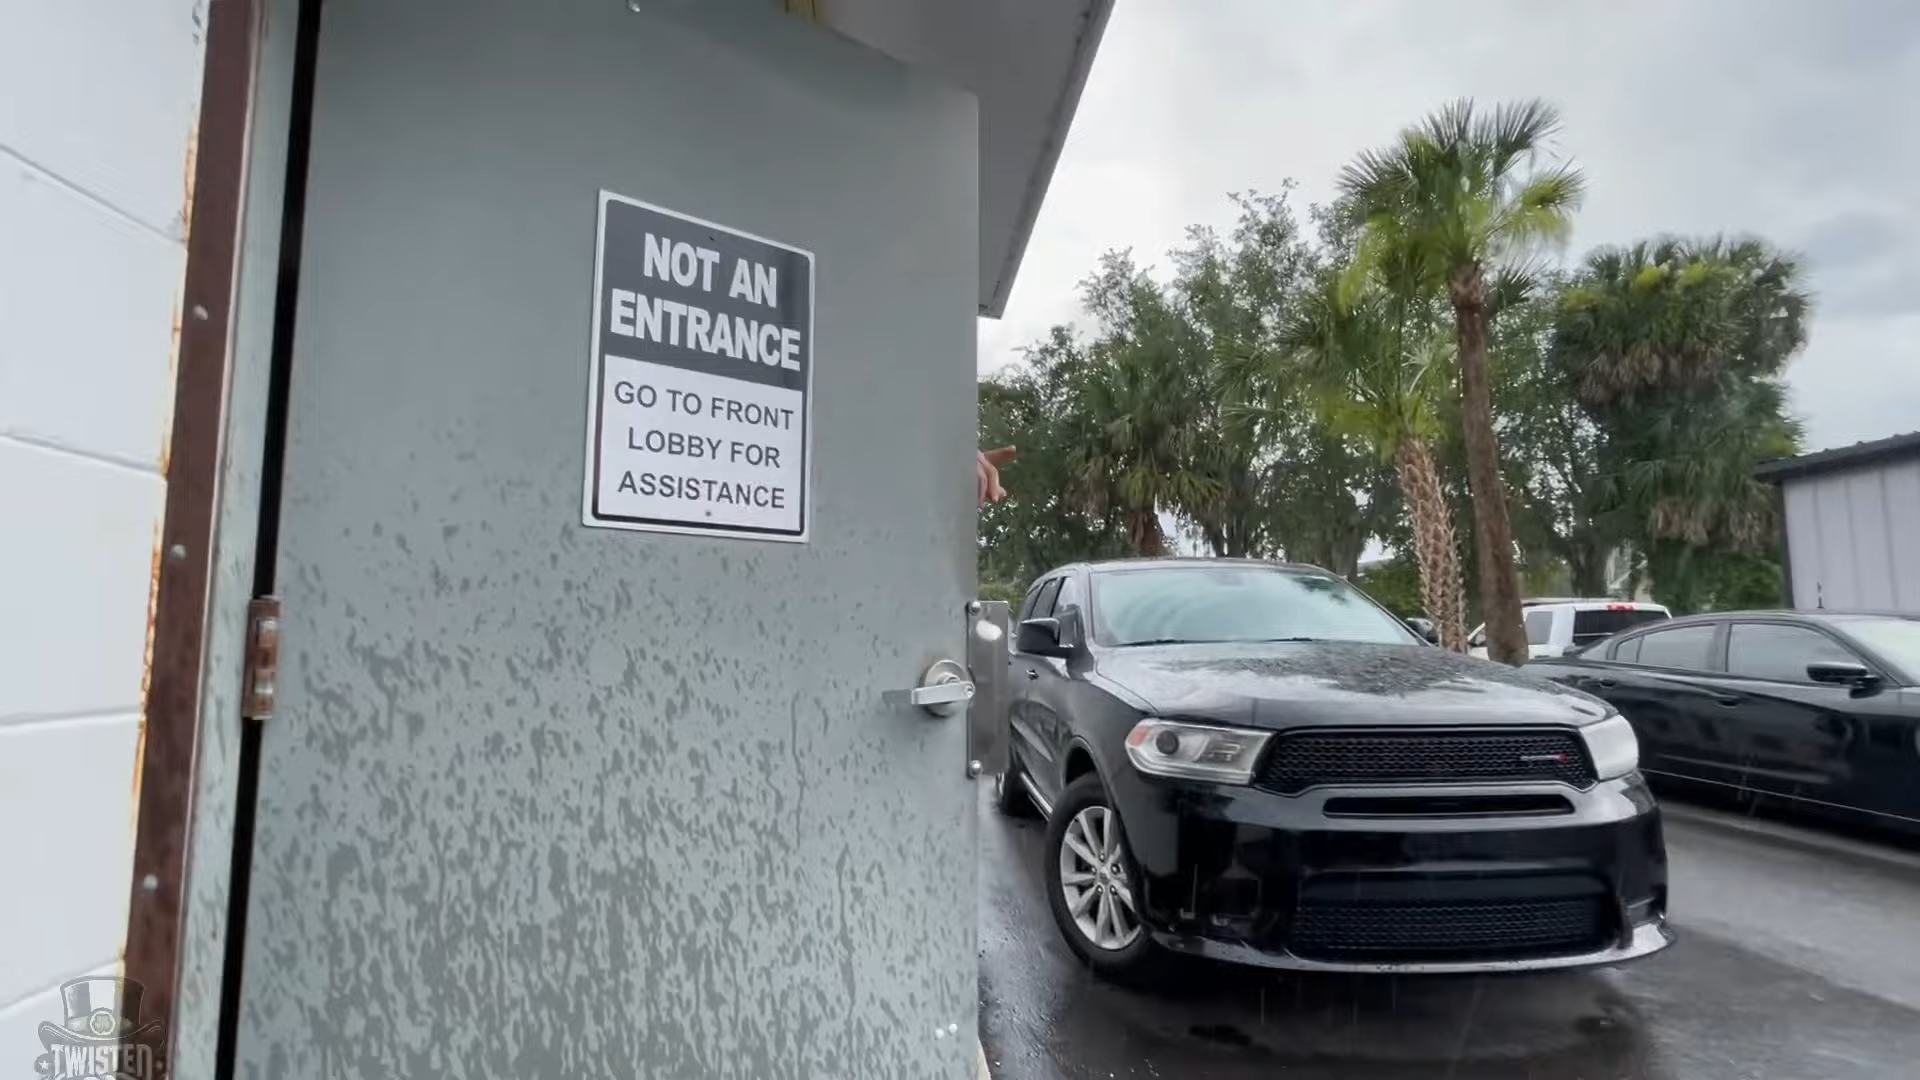 NOT AN
ENTRANCE
GO TO FRONT
LOBBY FOR
ASSISTANCE
TWISTED